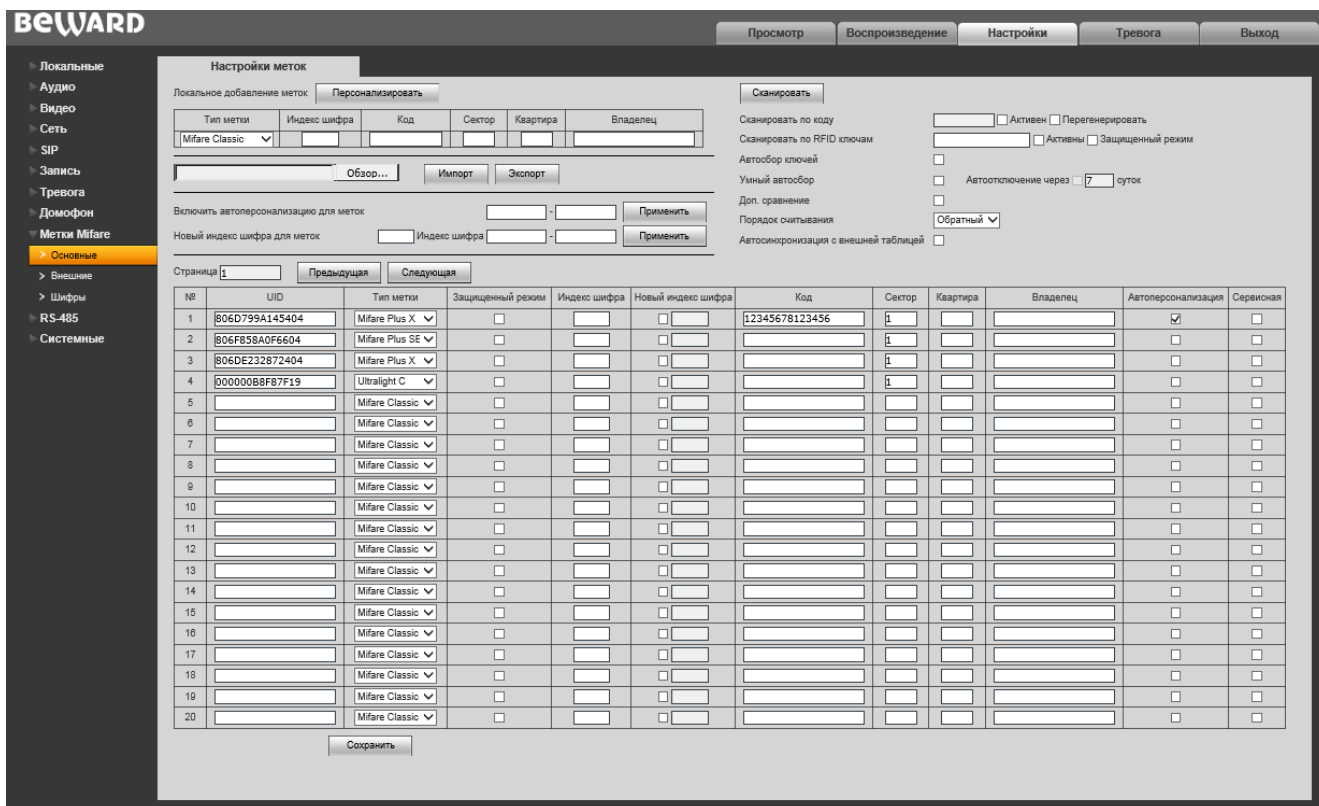 BEWARD
Просмотр Воспроизведение Настройки Тревога Выход
Локальные
Аудио
Видео
Сеть
SIP
Запись
Тревога
Домофон
Метки Mifare
Основные
Внешние
Шифры
RS-485
Системные
Настройки меток
Локальное добавление меток Персонализировать
Тип метки Индекс шифра Код Сектор Квартира Владелец
Mifare Classic
Обзор... Импорт Экспорт
Включить автоперсонализацию для меток - Применить
Новый индекс шифра для меток Индекс шифра - Применить
Сканировать
Сканировать по коду Активен Перегенерировать
Сканировать по RFID ключам Активны Защищенный режим
Автосбор ключей
Умный автосбор Автоотключение через 7 суток
Доп. сравнение
Порядок считывания Обратный
Автосинхронизация с внешней таблицей
Страница 1 Предыдущая Следующая
№ UID Тип метки Защищенный режим Индекс шифра Новый индекс шифра Код Сектор Квартира Владелец Автоперсонализация Сервисная
1 806D799A145404 Mifare Plus X 12345678123456 1
2 806F858A0F6604 Mifare Plus SE 1
3 806DE232872404 Mifare Plus X 1
4 000000B8F87F19 Ultralight C 1
5 Mifare Classic
6 Mifare Classic
7 Mifare Classic
8 Mifare Classic
9 Mifare Classic
10 Mifare Classic
11 Mifare Classic
12 Mifare Classic
13 Mifare Classic
14 Mifare Classic
15 Mifare Classic
16 Mifare Classic
17 Mifare Classic
18 Mifare Classic
19 Mifare Classic
20 Mifare Classic
Сохранить